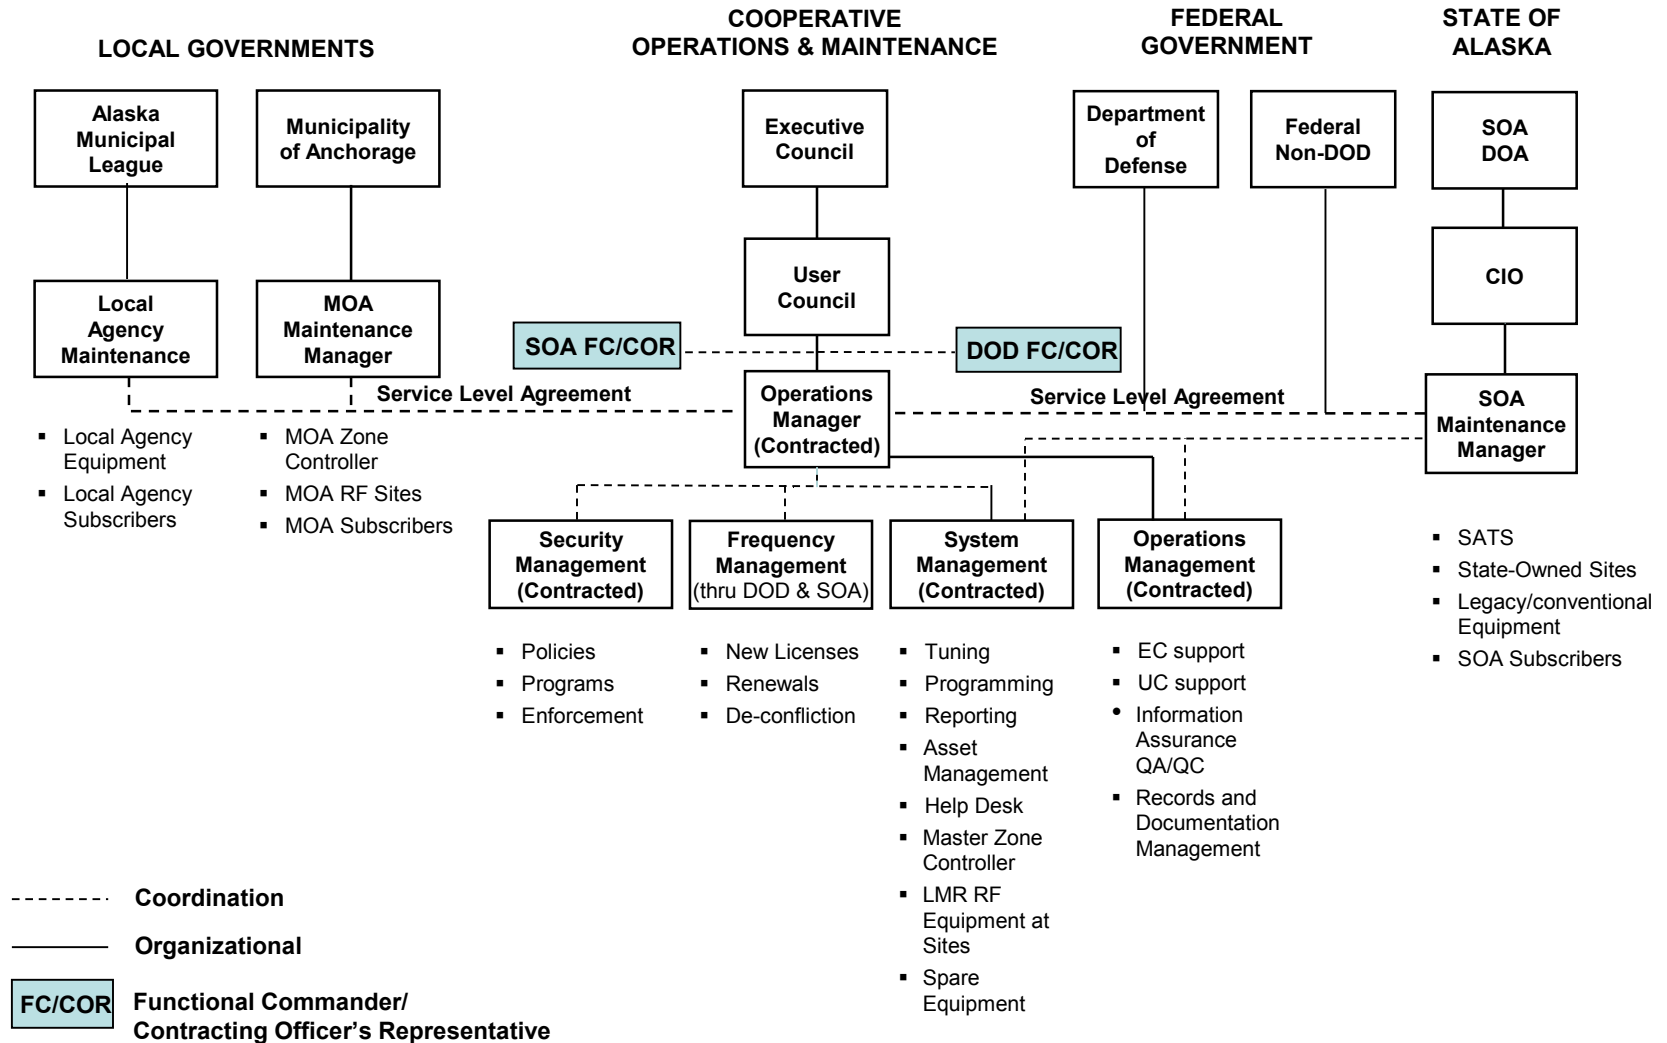 LOCAL GOVERNMENTS
COOPERATIVE
OPERATIONS & MAINTENANCE
FEDERAL
GOVERNMENT
STATE OF
ALASKA
Alaska
Municipal
League
Municipality
of Anchorage
Executive
Council
Department
of
Defense
Federal
Non-DOD
SOA
DOA
User
Council
CIO
Local
Agency
Maintenance
MOA
Maintenance
Manager
SOA FC/COR
DOD FC/COR
Service Level Agreement
Operations
Manager
(Contracted)
Service Level Agreement
SOA
Maintenance
Manager
▪ Local Agency
Equipment
▪ Local Agency
Subscribers
▪ MOA Zone
Controller
▪ MOA RF Sites
▪ MOA Subscribers
Security
Management
(Contracted)
Frequency
Management
(thru DOD & SOA)
System
Management
(Contracted)
Operations
Management
(Contracted)
▪ SATS
▪ State-Owned Sites
▪ Legacy/conventional
Equipment
▪ SOA Subscribers
▪ Policies
▪ Programs
▪ Enforcement
▪ New Licenses
▪ Renewals
▪ De-confliction
▪ Tuning
▪ Programming
▪ Reporting
▪ Asset
Management
▪ Help Desk
▪ Master Zone
Controller
▪ LMR RF
Equipment at
Sites
▪ Spare
Equipment
▪ EC support
▪ UC support
• Information
Assurance
QA/QC
▪ Records and
Documentation
Management
Coordination
Organizational
FC/COR
Functional Commander/
Contracting Officer’s Representative